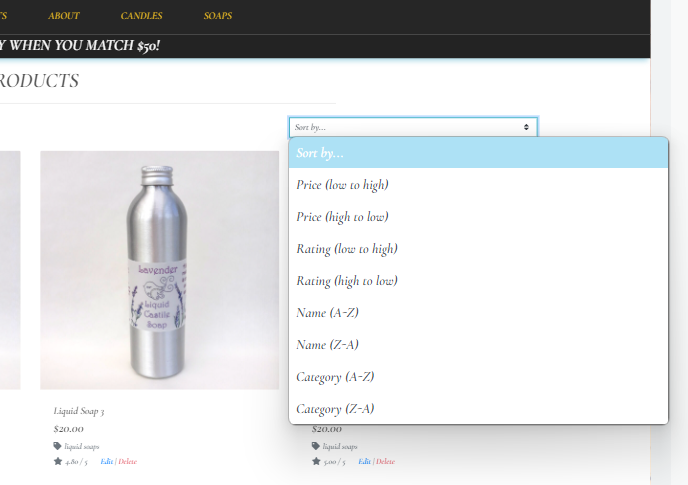 TS ABOUT CANDLES SOAPS
Y WHEN YOU MATCH $50!
RODUCTS
Sort by...
Sort by...
Price (low to high)
Price (high to low)
Rating (low to high)
Rating (high to low)
Name (A-Z)
Name (Z-A)
Category (A-Z)
Category (Z-A)
Lavender
Liquid
Castile
Soap
Liquid Soap 3
$20.00
liquid soaps
4.80 / 5 Edit | Delete
$20.00
liquid soaps
5.00 / 5 Edit | Delete